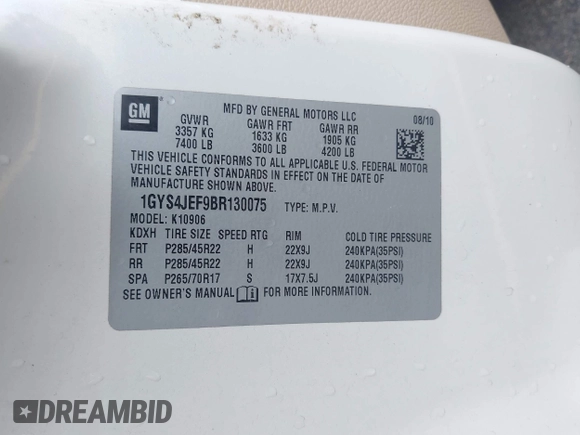 GM
MFD BY GENERAL MOTORS LLC
08/10
GVWR GAWR FRT GAWR RR
3357 KG 1633 KG 1905 KG
7400 LB 3600 LB 4200 LB
THIS VEHICLE CONFORMS TO ALL APPLICABLE U.S. FEDERAL MOTOR
VEHICLE SAFETY STANDARDS IN EFFECT ON THE DATE OF
MANUFACTURE SHOWN ABOVE.
1GYS4JEF9BR130075 TYPE: M.P.V.
MODEL: K10906
KDXH TIRE SIZE SPEED RTG RIM COLD TIRE PRESSURE
FRT P285/45R22 H 22X9J 240KPA(35PSI)
RR P285/45R22 H 22X9J 240KPA(35PSI)
SPA P265/70R17 S 17X7.5J 240KPA(35PSI)
SEE OWNER'S MANUAL FOR MORE INFORMATION.
DREAMBID